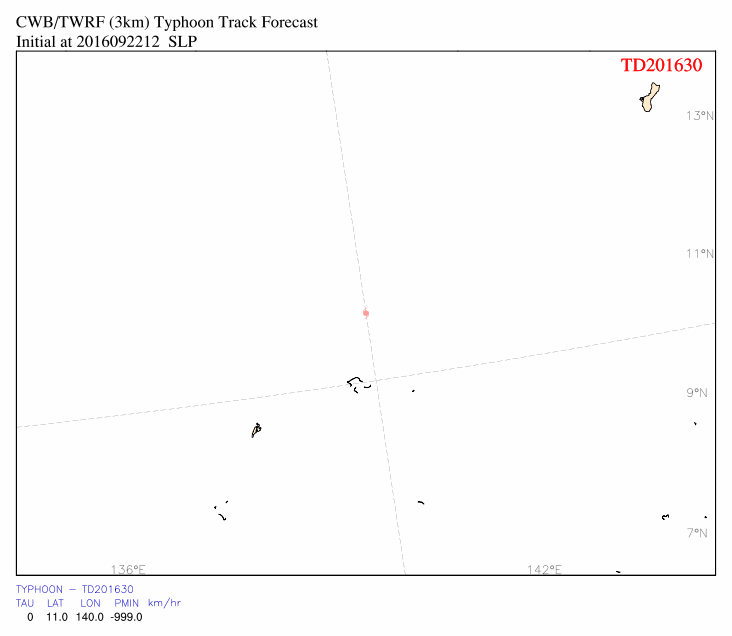 CWB/TWRF (3km) Typhoon Track Forecast
Initial at 2016092212 SLP
TD201630
13°N
11°N
9°N
7°N
136°E 142°E
TYPHOON - TD201630
TAU LAT LON PMIN km/hr
0 11.0 140.0 -999.0